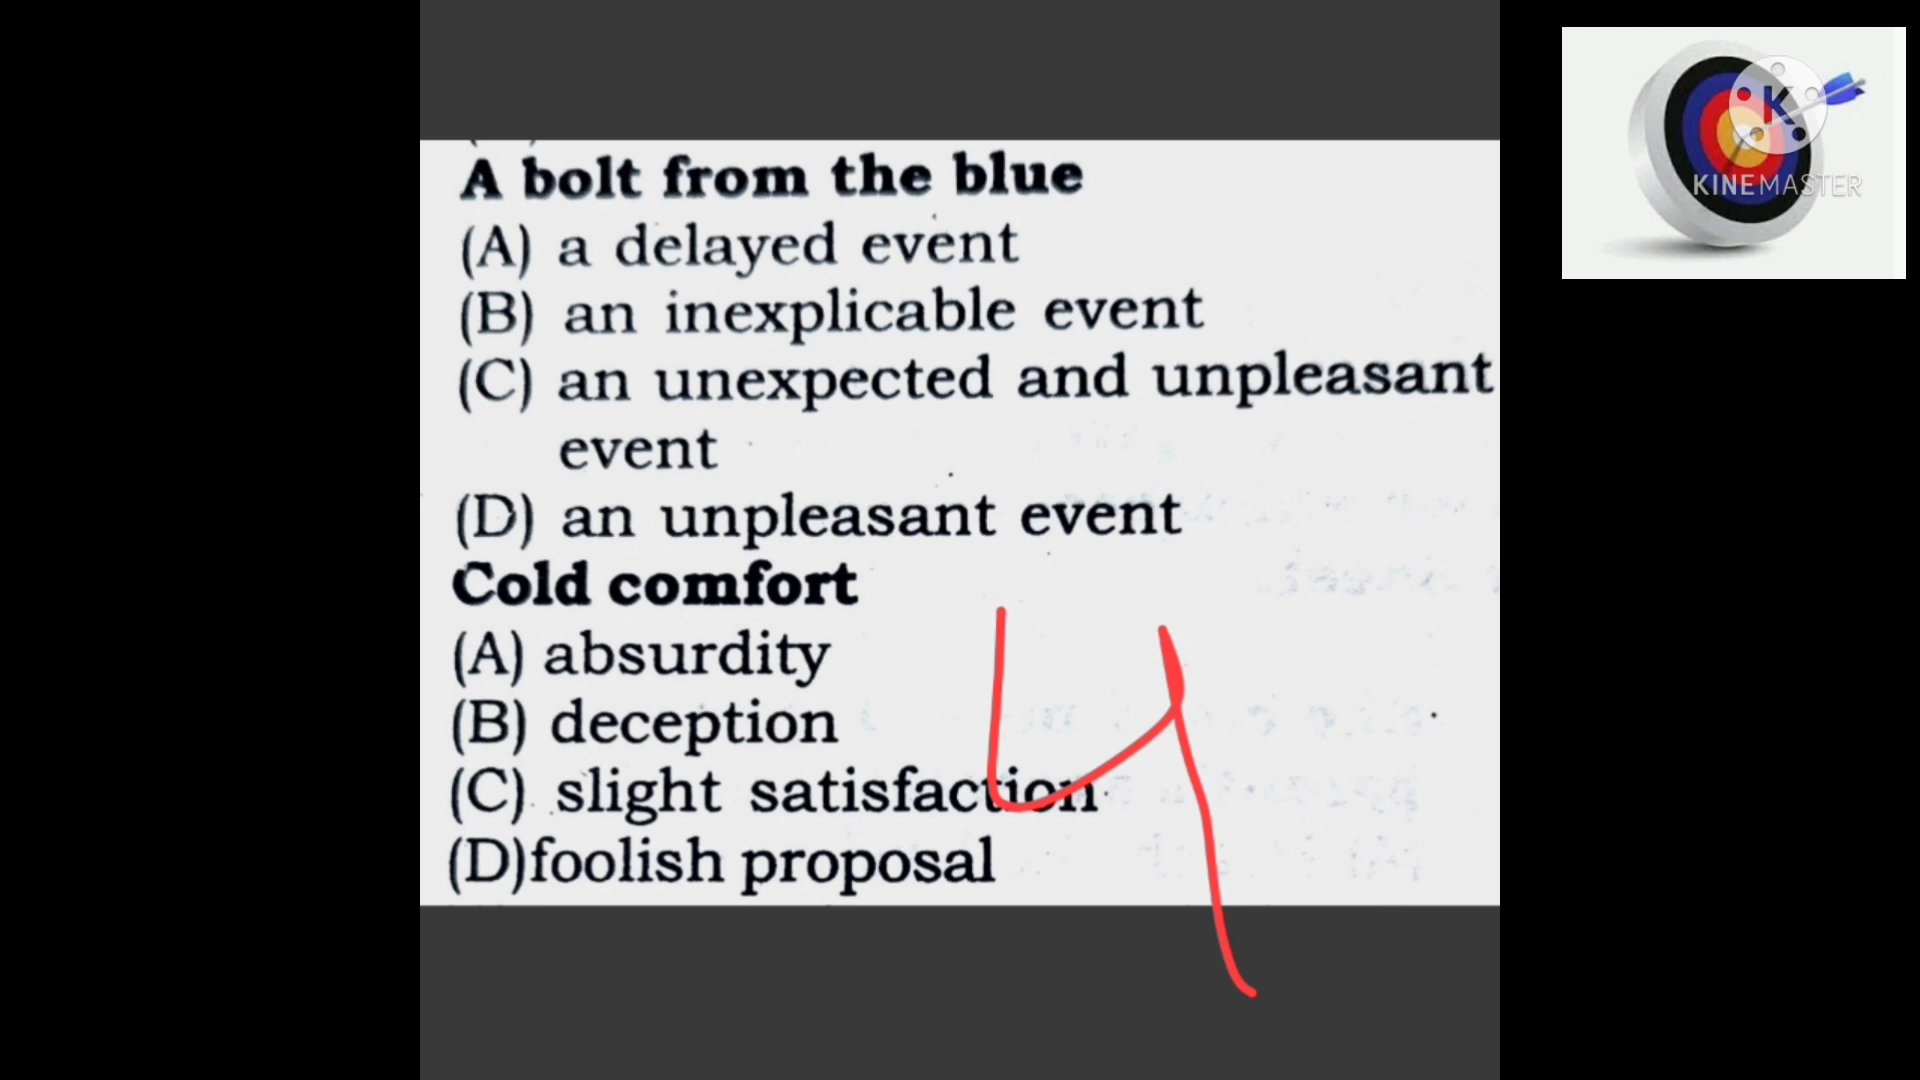 A bolt from the blue
(A) a delayed event
(B) an inexplicable event
(C) an unexpected and unpleasant
event
(D) an unpleasant event
Cold comfort
(A) absurdity
(B) deception
(C) slight satisfaction
(D)foolish proposal
4
K
KINEMASTER